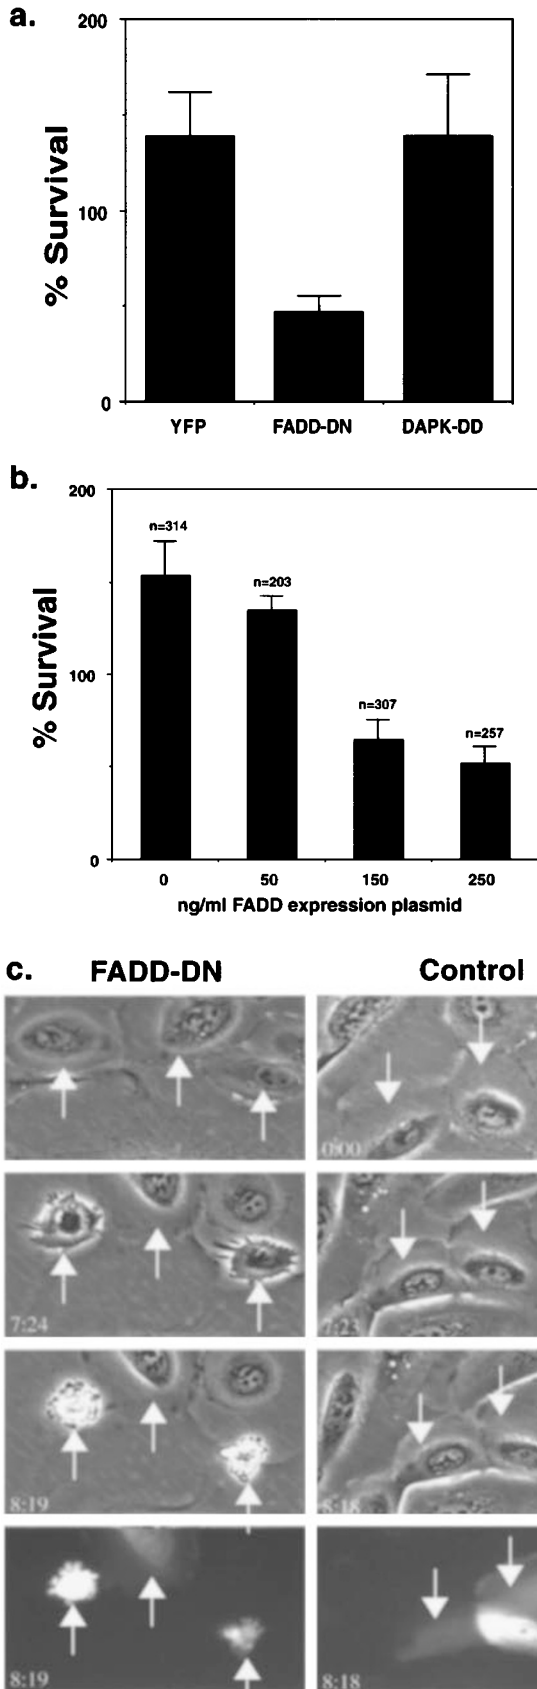 a.
200
100
0
% Survival
YFP FADD-DN DAPK-DD
b.
200
100
0
% Survival
n=314
n=203
n=307
n=257
0 50 150 250
ng/ml FADD expression plasmid
c. FADD-DN Control
0:00
7:24 7:23
8:19 8:18
8:19 8:18